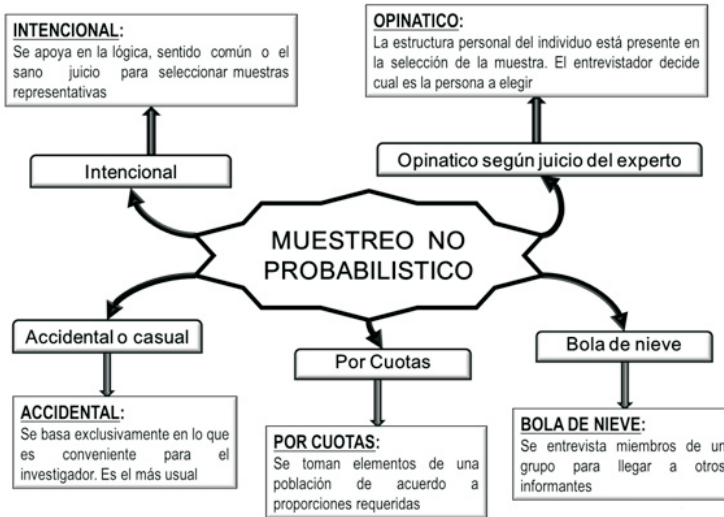 INTENCIONAL:
Se apoya en la lógica, sentido común o el
sano juicio para seleccionar muestras
representativas
OPINATICO:
La estructura personal del individuo está presente en
la selección de la muestra. El entrevistador decide
cual es la persona a elegir
Intencional
Opinatico según juicio del experto
MUESTREO NO
PROBABILISTICO
Accidental o casual
Por Cuotas
Bola de nieve
ACCIDENTAL:
Se basa exclusivamente en lo que
es conveniente para el
investigador. Es el más usual
POR CUOTAS:
Se toman elementos de una
población de acuerdo a
proporciones requeridas
BOLA DE NIEVE:
Se entrevista miembros de un
grupo para llegar a otros
informantes